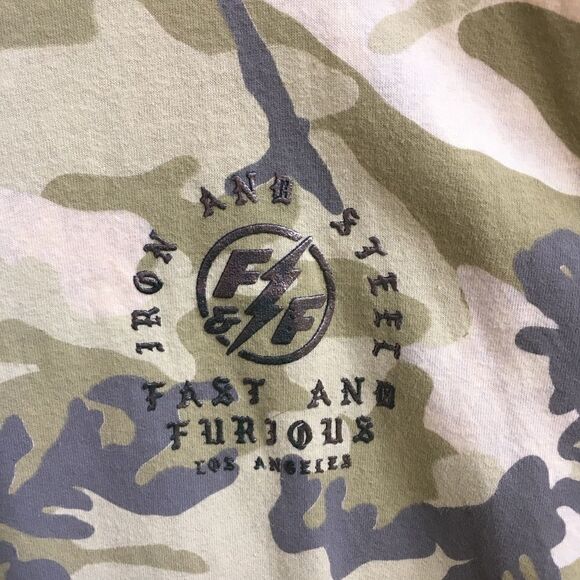 IRON AND STEEL
F & F
FAST AND
FURIOUS
LOS ANGELES